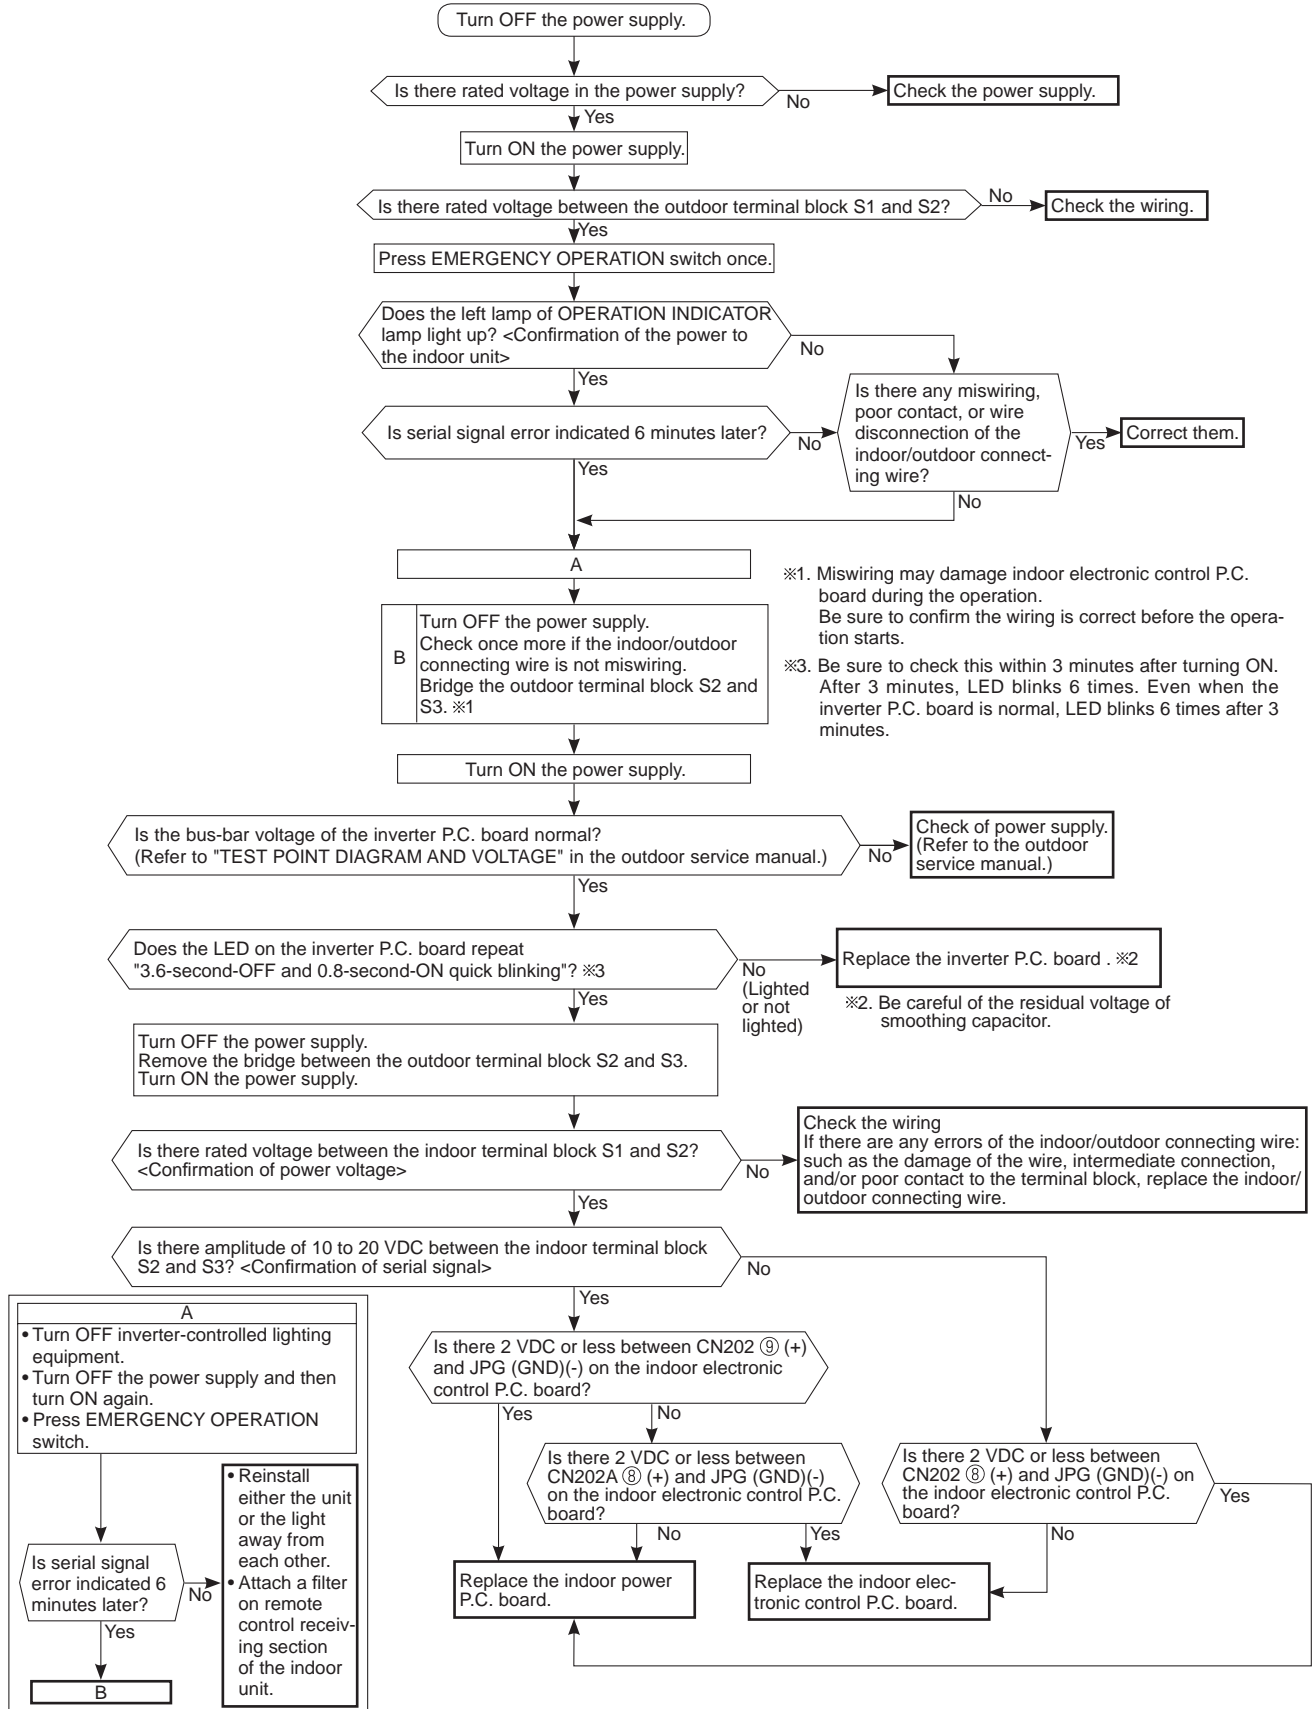 Turn OFF the power supply.
Is there rated voltage in the power supply?
No
Check the power supply.
Yes
Turn ON the power supply.
Is there rated voltage between the outdoor terminal block S1 and S2?
No
Check the wiring.
Yes
Press EMERGENCY OPERATION switch once.
Does the left lamp of OPERATION INDICATOR
lamp light up? <Confirmation of the power to
the indoor unit>
No
Yes
Is there any miswiring,
poor contact, or wire
disconnection of the
indoor/outdoor connect-
ing wire?
Is serial signal error indicated 6 minutes later?
No
Yes
Correct them.
Yes
No
A
※1. Miswiring may damage indoor electronic control P.C.
board during the operation.
Be sure to confirm the wiring is correct before the opera-
tion starts.
※3. Be sure to check this within 3 minutes after turning ON.
After 3 minutes, LED blinks 6 times. Even when the
inverter P.C. board is normal, LED blinks 6 times after 3
minutes.
B
Turn OFF the power supply.
Check once more if the indoor/outdoor
connecting wire is not miswiring.
Bridge the outdoor terminal block S2 and
S3. ※1
Turn ON the power supply.
Is the bus-bar voltage of the inverter P.C. board normal?
(Refer to "TEST POINT DIAGRAM AND VOLTAGE" in the outdoor service manual.)
No
Check of power supply.
(Refer to the outdoor
service manual.)
Yes
Does the LED on the inverter P.C. board repeat
"3.6-second-OFF and 0.8-second-ON quick blinking"? ※3
No
(Lighted
or not
lighted)
Replace the inverter P.C. board . ※2
※2. Be careful of the residual voltage of
smoothing capacitor.
Yes
Turn OFF the power supply.
Remove the bridge between the outdoor terminal block S2 and S3.
Turn ON the power supply.
Is there rated voltage between the indoor terminal block S1 and S2?
<Confirmation of power voltage>
No
Check the wiring
If there are any errors of the indoor/outdoor connecting wire:
such as the damage of the wire, intermediate connection,
and/or poor contact to the terminal block, replace the indoor/
outdoor connecting wire.
Yes
Is there amplitude of 10 to 20 VDC between the indoor terminal block
S2 and S3? <Confirmation of serial signal>
No
Yes
Is there 2 VDC or less between CN202 ⑨ (+)
and JPG (GND)(-) on the indoor electronic
control P.C. board?
Yes
No
Is there 2 VDC or less between
CN202A ⑧ (+) and JPG (GND)(-)
on the indoor electronic control P.C.
board?
No
Yes
Is there 2 VDC or less between
CN202 ⑧ (+) and JPG (GND)(-) on
the indoor electronic control P.C.
board?
Yes
No
Replace the indoor power
P.C. board.
Replace the indoor elec-
tronic control P.C. board.
A
• Turn OFF inverter-controlled lighting
equipment.
• Turn OFF the power supply and then
turn ON again.
• Press EMERGENCY OPERATION
switch.
Is serial signal
error indicated 6
minutes later?
No
Yes
B
• Reinstall
either the unit
or the light
away from
each other.
• Attach a filter
on remote
control receiv-
ing section
of the indoor
unit.